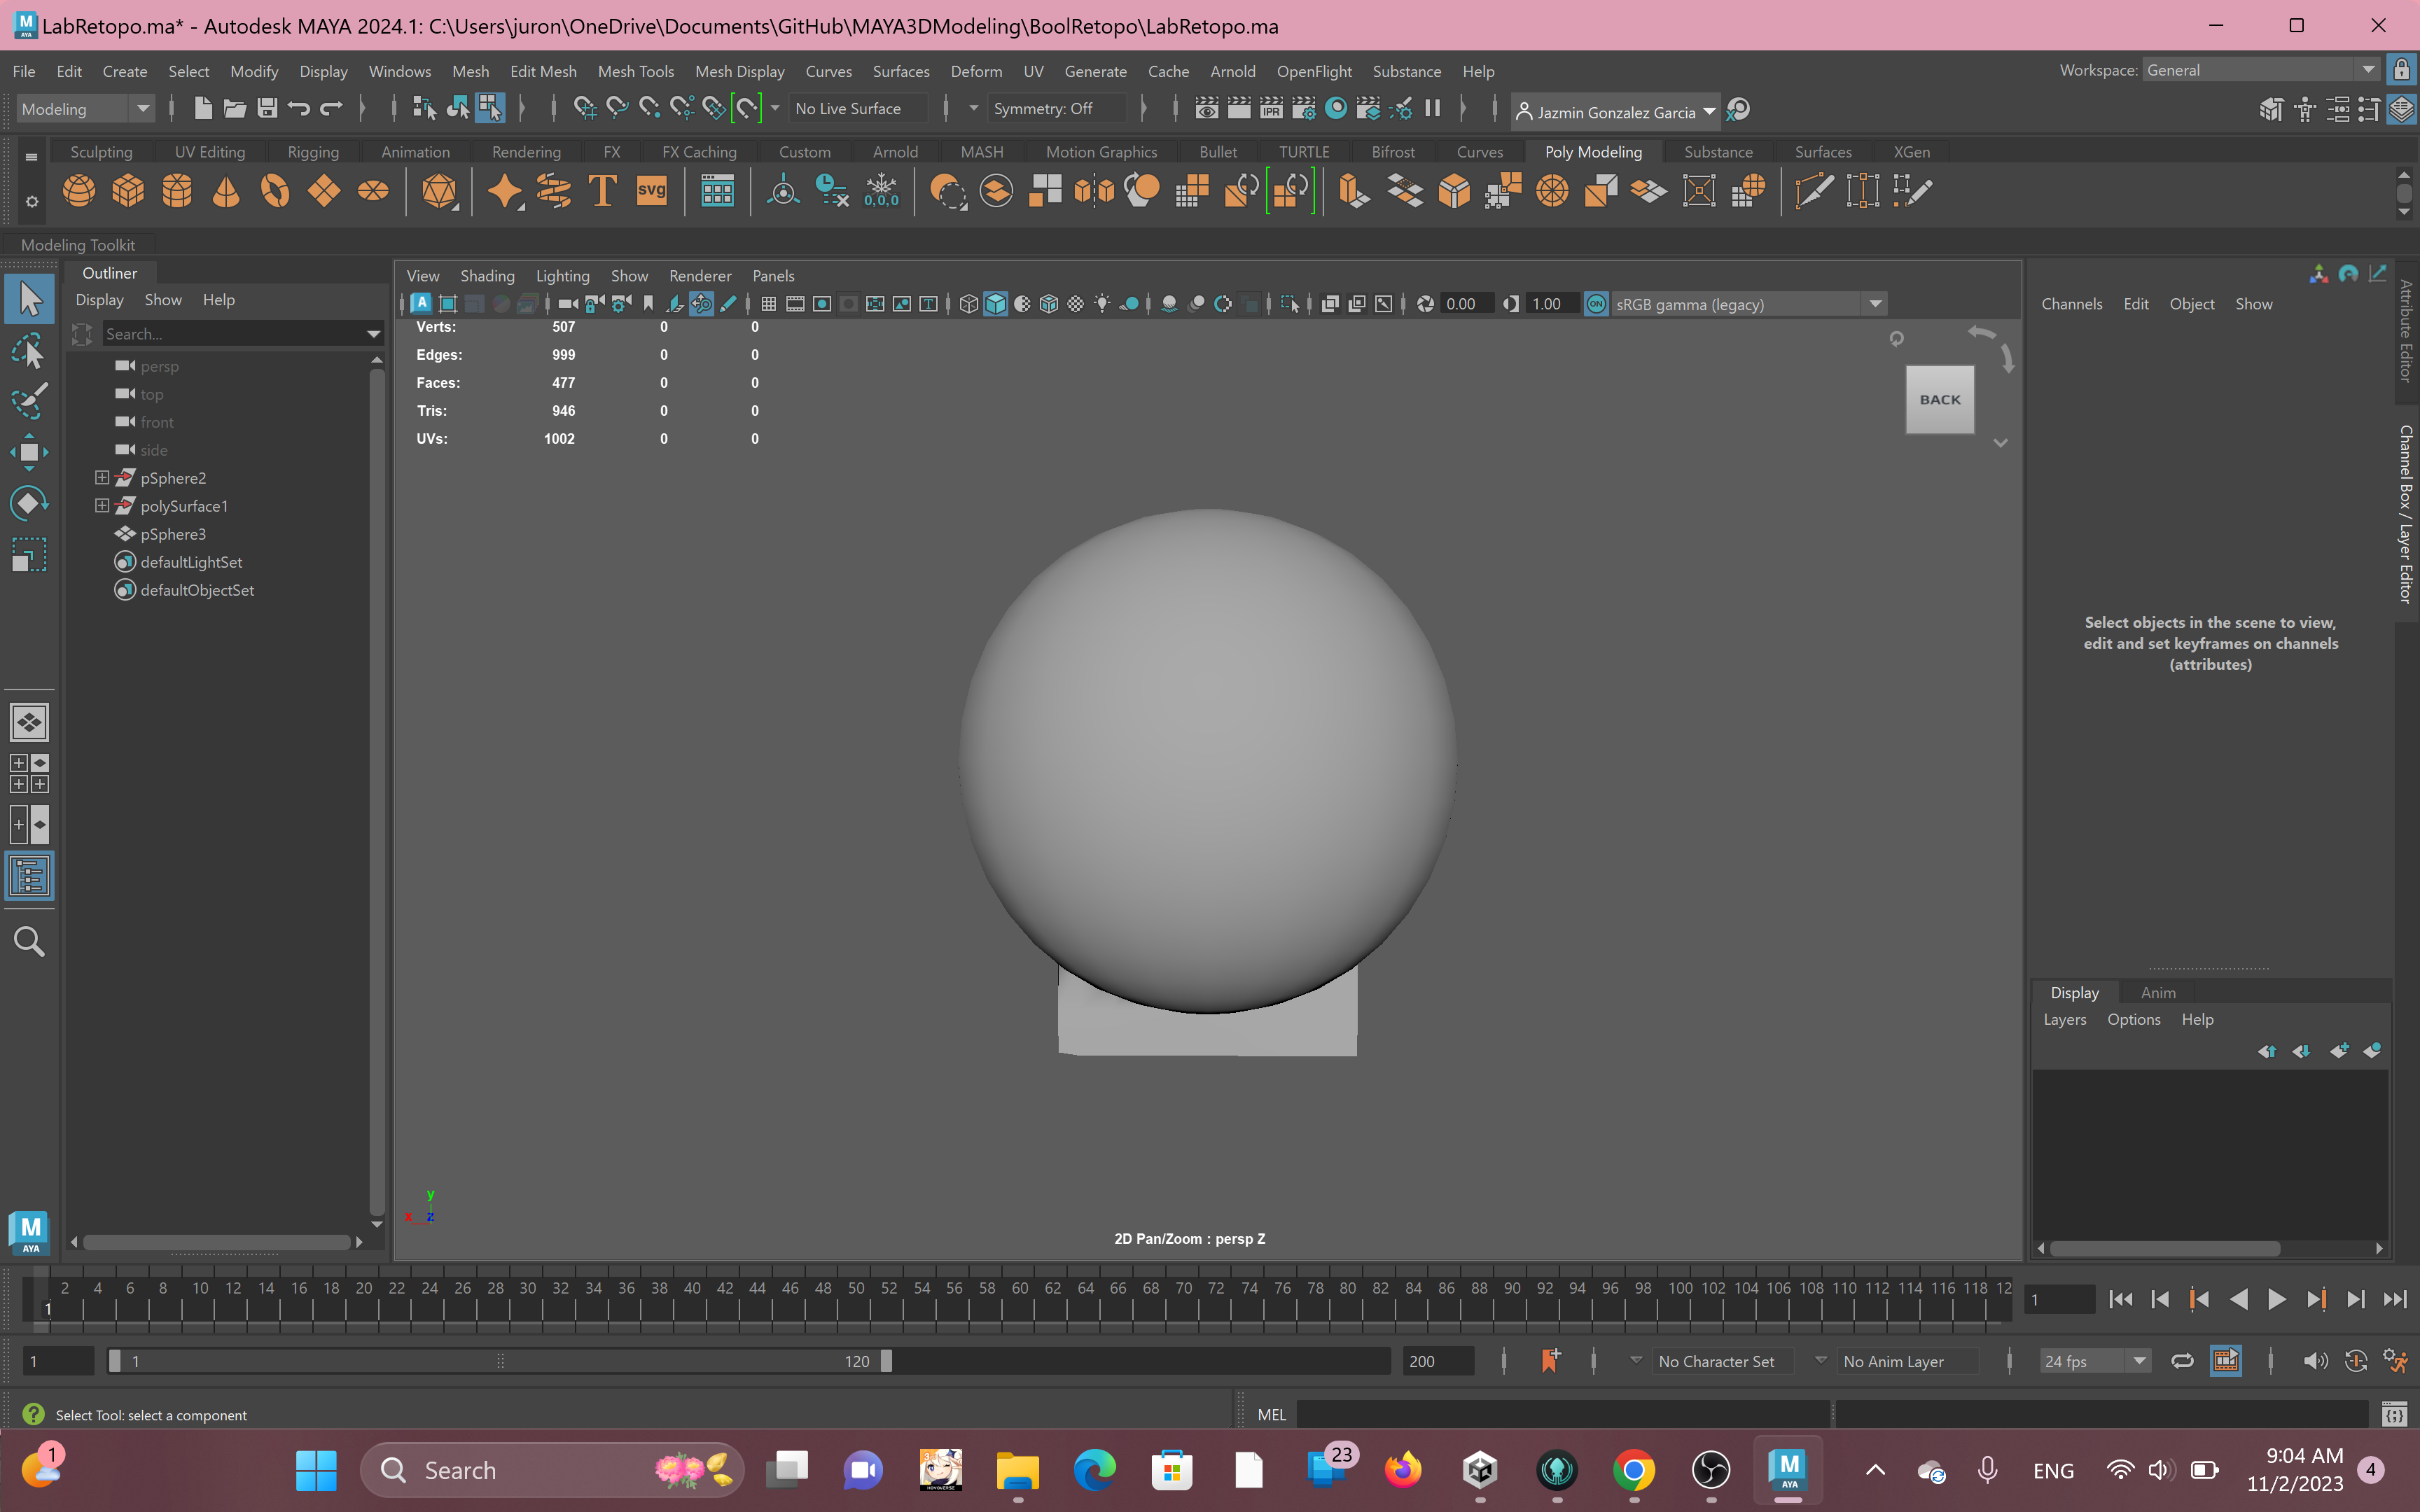 LabRetopo.ma* - Autodesk MAYA 2024.1: C:\Users\juron\OneDrive\Documents\GitHub\MAYA3DModeling\BoolRetopo\LabRetopo.ma
File Edit Create Select Modify Display Windows Mesh Edit Mesh Mesh Tools Mesh Display Curves Surfaces Deform UV Generate Cache Arnold OpenFlight Substance Help
Workspace: General
Modeling
No Live Surface
Symmetry: Off
IPR
Jazmin Gonzalez Garcia
Sculpting UV Editing Rigging Animation Rendering FX FX Caching Custom Arnold MASH Motion Graphics Bullet TURTLE Bifrost Curves Poly Modeling Substance Surfaces XGen
T svg 0,0,0
Modeling Toolkit
Outliner
Display Show Help
Search...
persp
top
front
side
pSphere2
polySurface1
pSphere3
defaultLightSet
defaultObjectSet
View Shading Lighting Show Renderer Panels
0.00 1.00 ON sRGB gamma (legacy)
Verts: 507 0 0
Edges: 999 0 0
Faces: 477 0 0
Tris: 946 0 0
UVs: 1002 0 0
BACK
y
x z
2D Pan/Zoom : persp Z
Channels Edit Object Show
Select objects in the scene to view,
edit and set keyframes on channels
(attributes)
Attribute Editor
Channel Box / Layer Editor
Display Anim
Layers Options Help
M
AYA
2 4 6 8 10 12 14 16 18 20 22 24 26 28 30 32 34 36 38 40 42 44 46 48 50 52 54 56 58 60 62 64 66 68 70 72 74 76 78 80 82 84 86 88 90 92 94 96 98 100 102 104 106 108 110 112 114 116 118 12
1
1
1 1 120 200
No Character Set
No Anim Layer
24 fps
Select Tool: select a component
MEL
1
Search
23
M
AYA
ENG
9:04 AM
11/2/2023
4